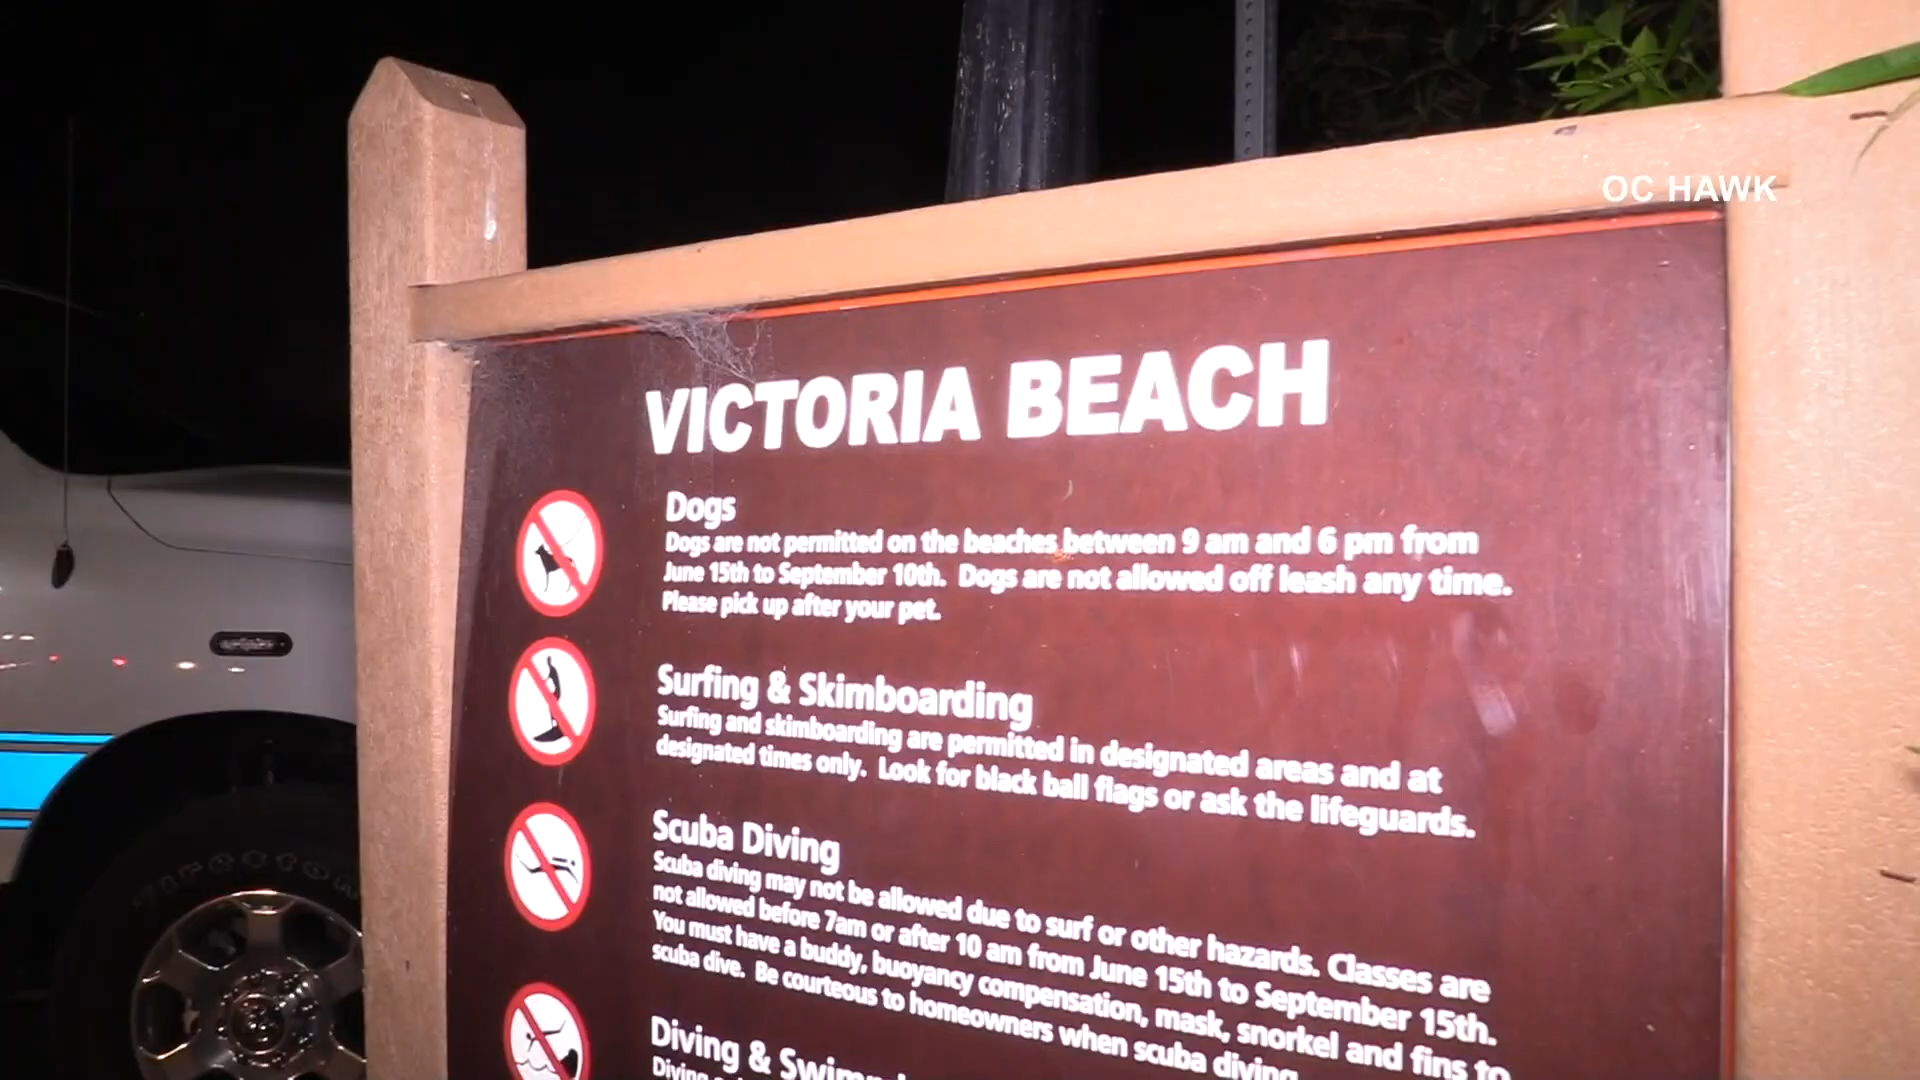 OC HAWK
VICTORIA BEACH
Dogs
Dogs are not permitted on the beaches between 9 am and 6 pm from
June 15th to September 10th. Dogs are not allowed off leash any time.
Please pick up after your pet.
Surfing & Skimboarding
Surfing and skimboarding are permitted in designated areas and at
designated times only. Look for black ball flags or ask the lifeguards.
Scuba Diving
Scuba diving may not be allowed due to surf or other hazards. Classes are
not allowed before 7am or after 10 am from June 15th to September 15th.
You must have a buddy, buoyancy compensation, mask, snorkel and fins to
scuba dive. Be courteous to homeowners when scuba diving
Diving &
Diving
Firestone